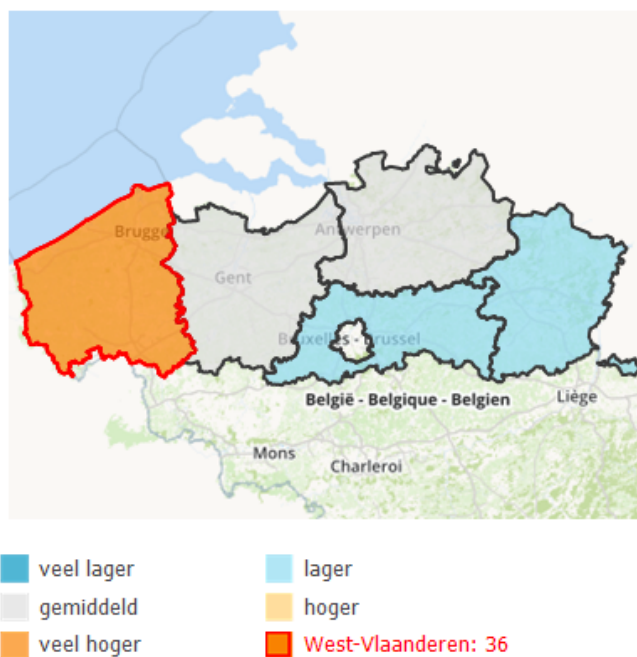 Brugge
Antwerpen
Gent
Bruxelles - Brussel
België - Belgique - Belgien
Liège
Mons
Charleroi
veel lager
lager
gemiddeld
hoger
veel hoger
West-Vlaanderen: 36